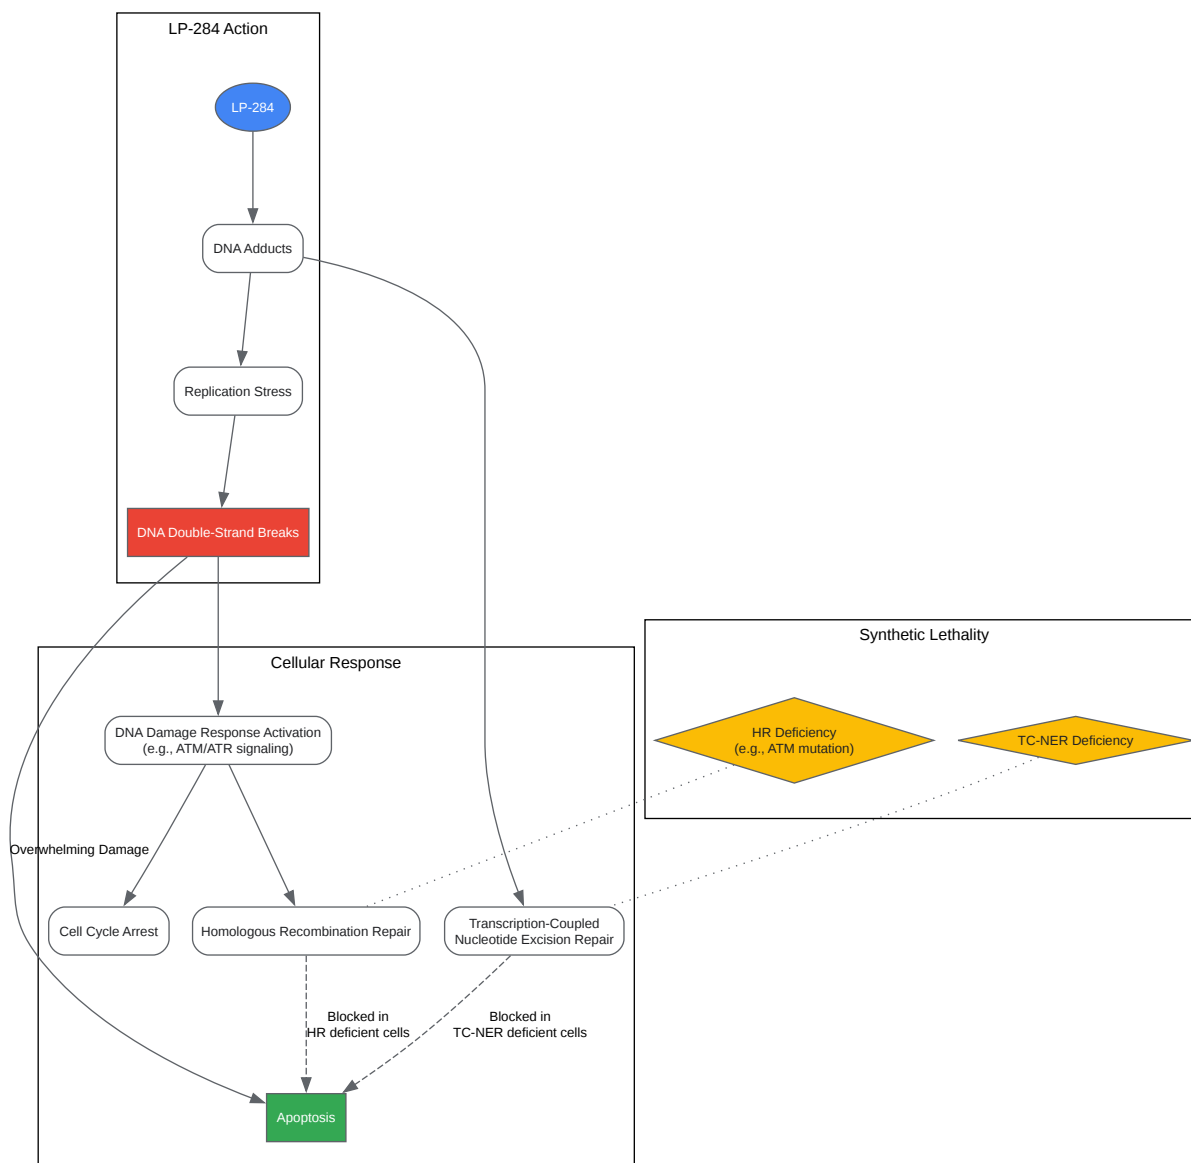 LP-284 Action
LP-284
DNA Adducts
Replication Stress
DNA Double-Strand Breaks
Synthetic Lethality
Cellular Response
HR Deficiency
(e.g., ATM mutation)
TC-NER Deficiency
DNA Damage Response Activation
(e.g., ATM/ATR signaling)
Overwhelming Damage
Cell Cycle Arrest
Homologous Recombination Repair
Transcription-Coupled
Nucleotide Excision Repair
Blocked in
HR deficient cells
Blocked in
TC-NER deficient cells
Apoptosis